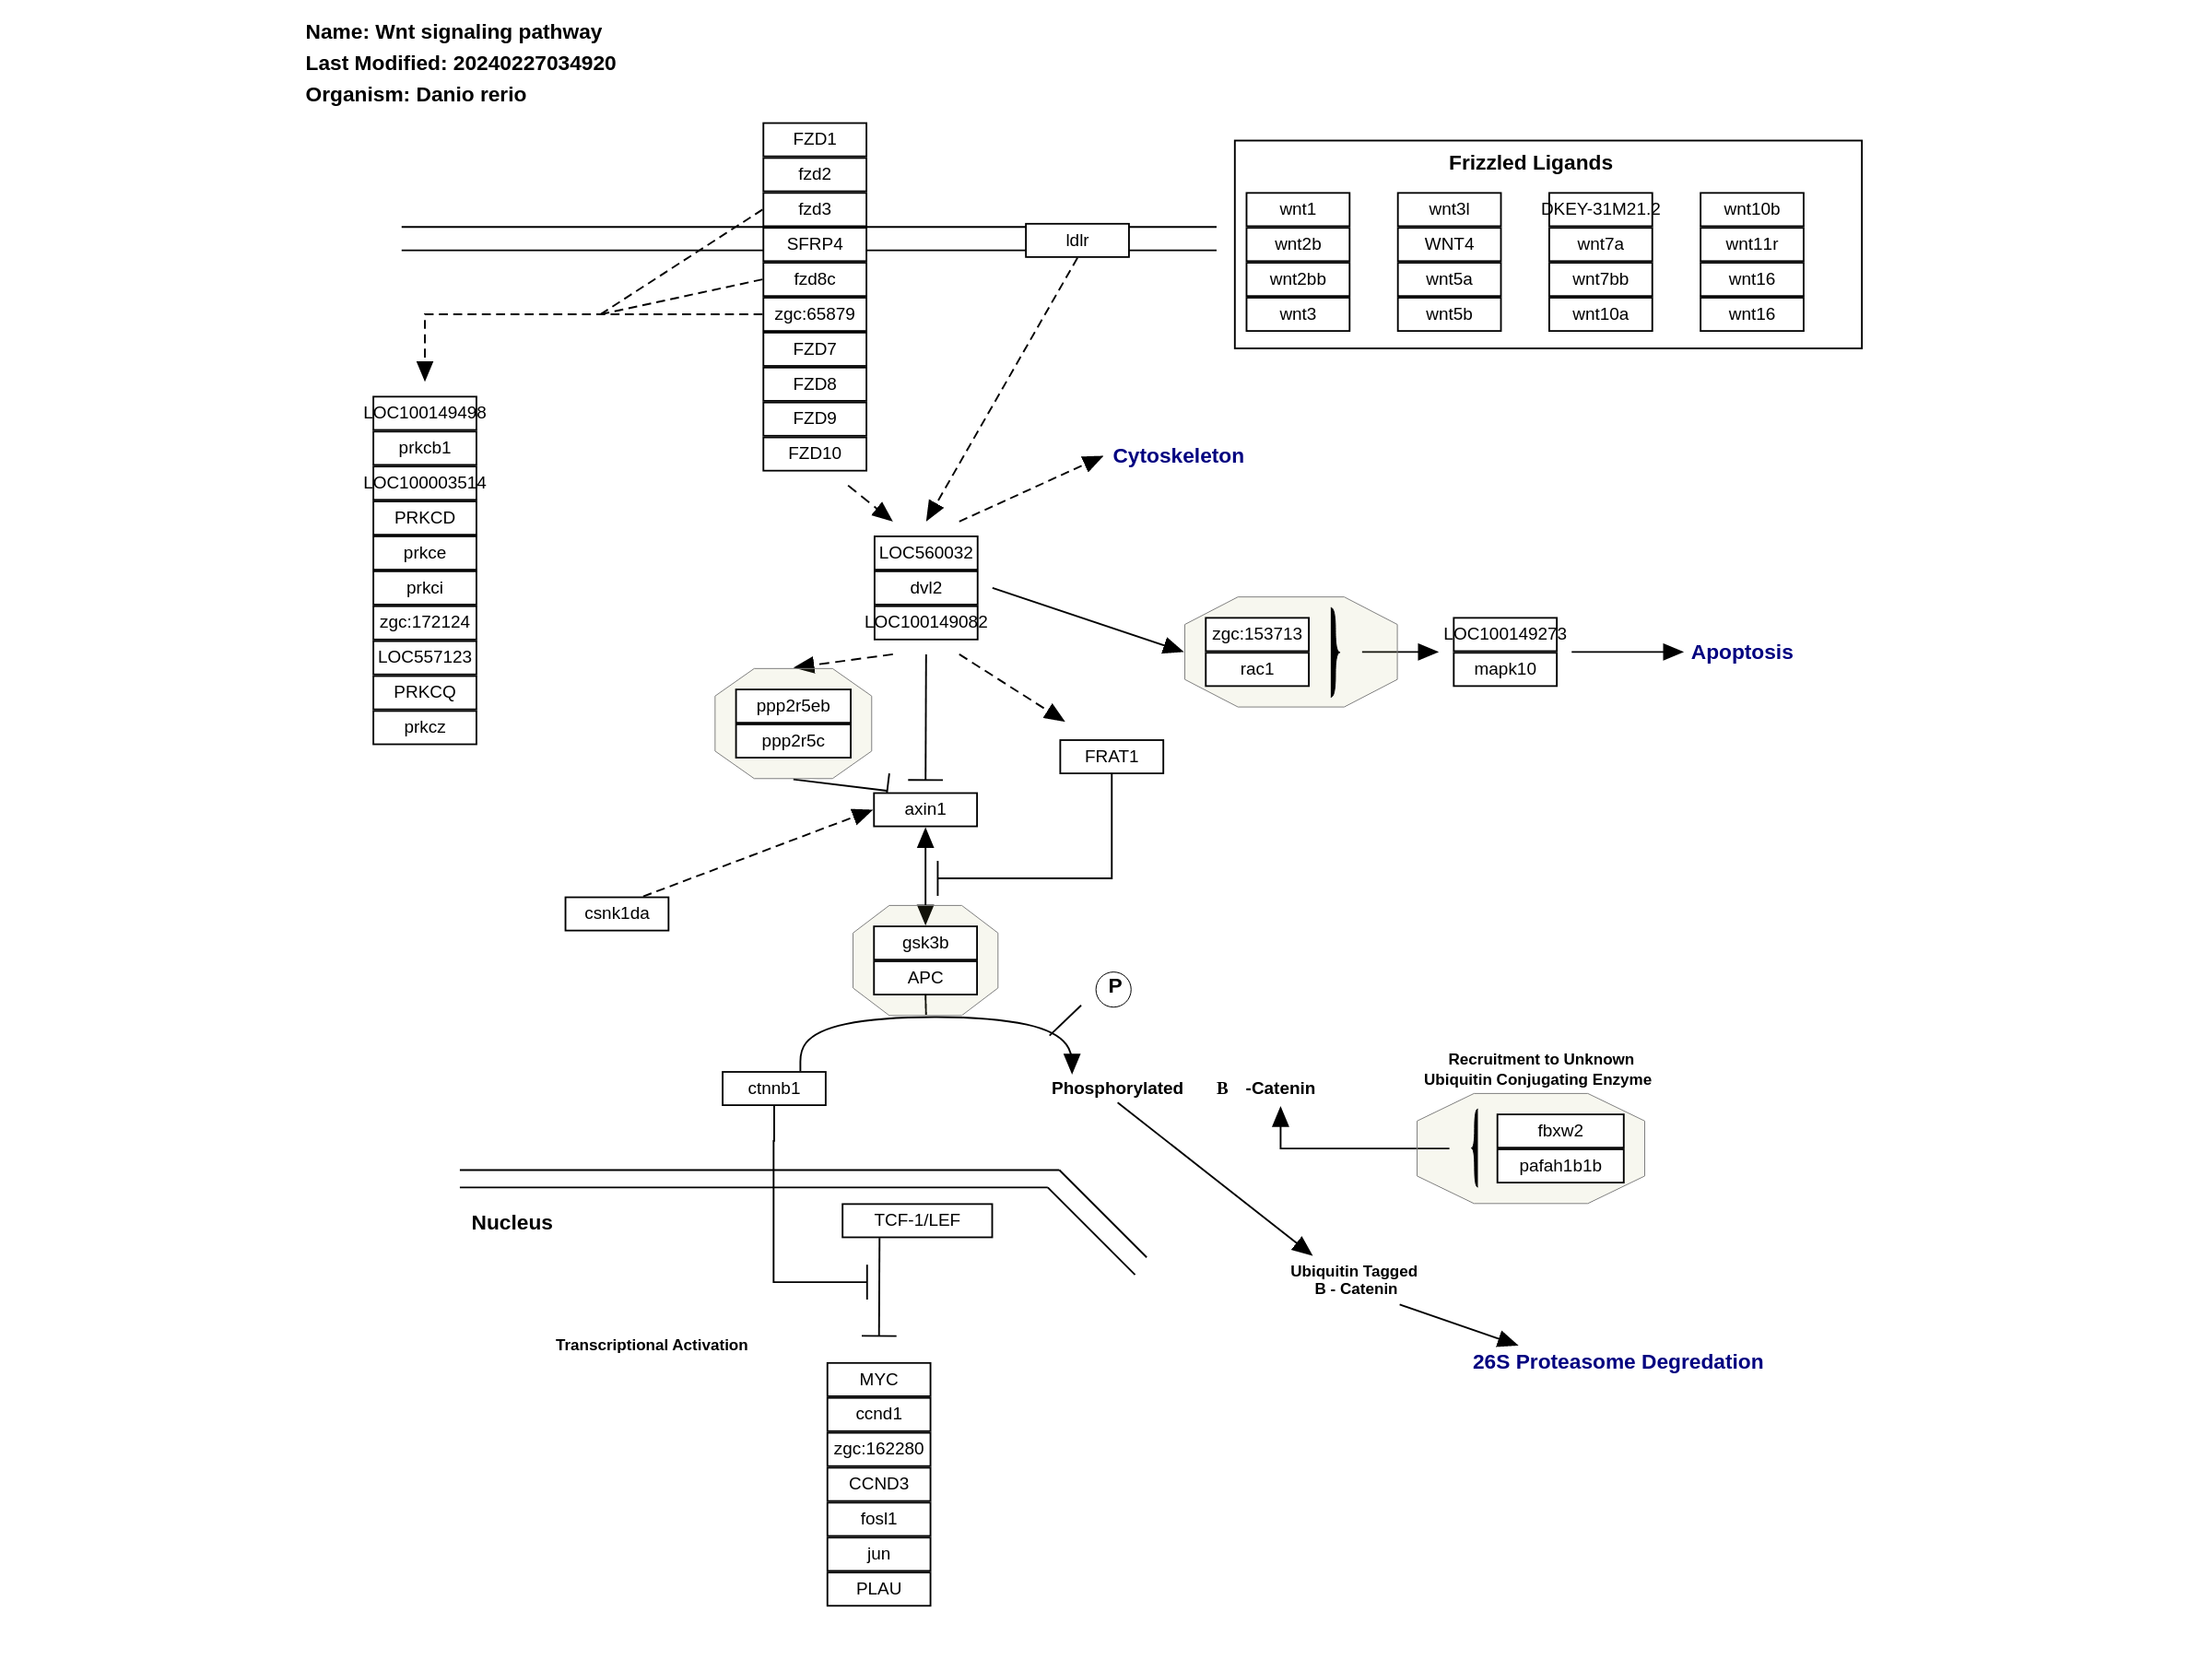 Name: Wnt signaling pathway
Last Modified: 20240227034920
Organism: Danio rerio
FZD1
fzd2
fzd3
SFRP4
fzd8c
zgc:65879
FZD7
FZD8
FZD9
FZD10
ldlr
Frizzled Ligands
wnt1
wnt2b
wnt2bb
wnt3
wnt3l
WNT4
wnt5a
wnt5b
DKEY-31M21.2
wnt7a
wnt7bb
wnt10a
wnt10b
wnt11r
wnt16
wnt16
LOC100149498
prkcb1
LOC100003514
PRKCD
prkce
prkci
zgc:172124
LOC557123
PRKCQ
prkcz
Cytoskeleton
LOC560032
dvl2
LOC100149082
zgc:153713
rac1
LOC100149273
mapk10
Apoptosis
ppp2r5eb
ppp2r5c
FRAT1
axin1
csnk1da
gsk3b
APC
P
ctnnb1
Phosphorylated B -Catenin
Recruitment to Unknown
Ubiquitin Conjugating Enzyme
fbxw2
pafah1b1b
Nucleus
TCF-1/LEF
Ubiquitin Tagged
B - Catenin
Transcriptional Activation
26S Proteasome Degredation
MYC
ccnd1
zgc:162280
CCND3
fosl1
jun
PLAU